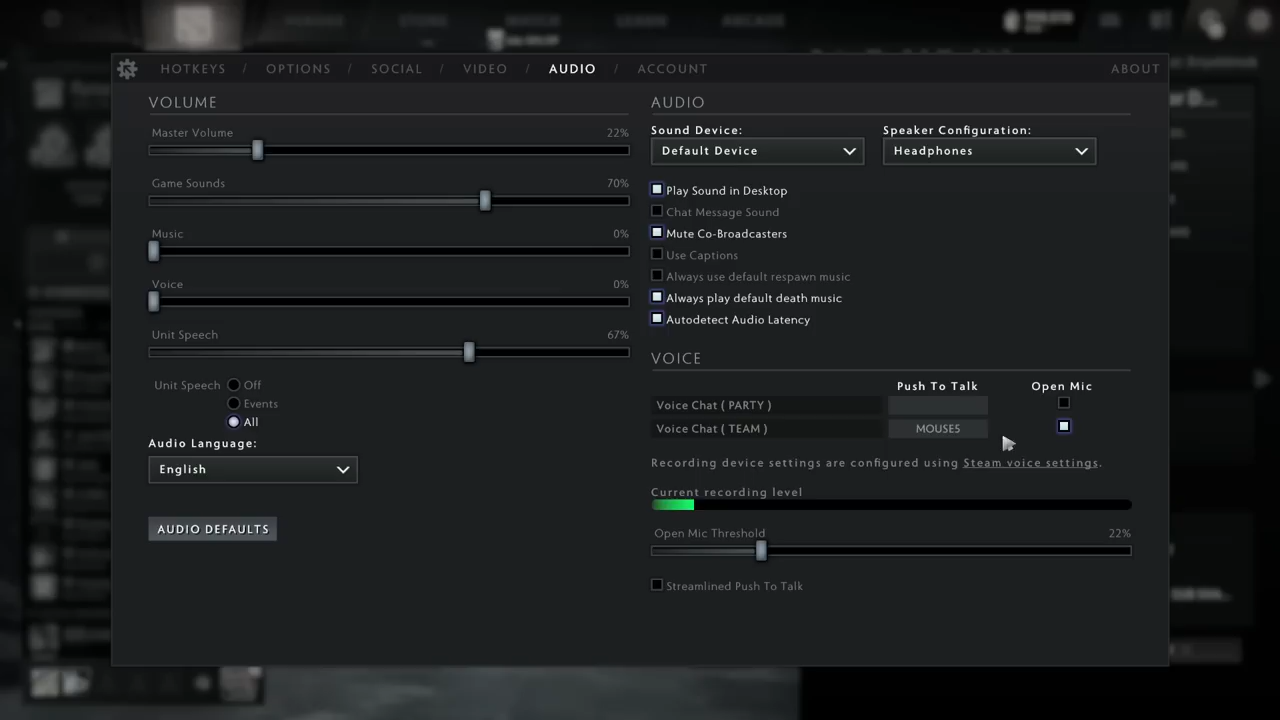 HOTKEYS / OPTIONS / SOCIAL / VIDEO / AUDIO / ACCOUNT ABOUT
VOLUME
Master Volume 22%
Game Sounds 70%
Music 0%
Voice 0%
Unit Speech 67%
Unit Speech Off
Events
All
Audio Language:
English
AUDIO DEFAULTS
AUDIO
Sound Device: Speaker Configuration:
Default Device Headphones
Play Sound in Desktop
Chat Message Sound
Mute Co-Broadcasters
Use Captions
Always use default respawn music
Always play default death music
Autodetect Audio Latency
VOICE
Push To Talk Open Mic
Voice Chat ( PARTY )
Voice Chat ( TEAM ) MOUSE5
Recording device settings are configured using Steam voice settings.
Current recording level
Open Mic Threshold 22%
Streamlined Push To Talk